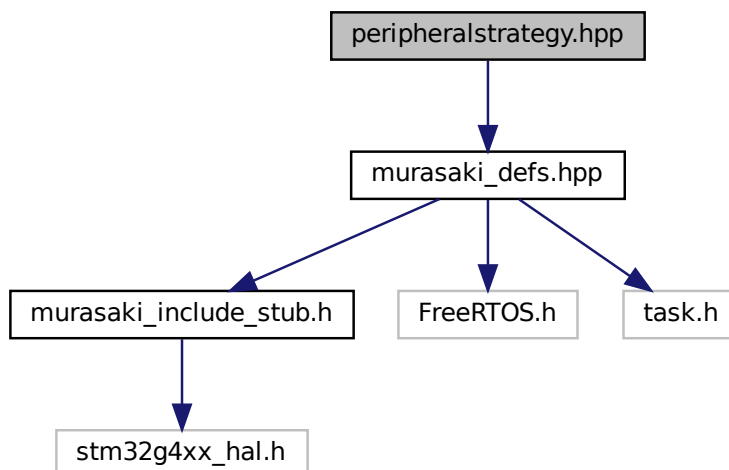 peripheralstrategy.hpp
murasaki_defs.hpp
murasaki_include_stub.h
FreeRTOS.h
task.h
stm32g4xx_hal.h